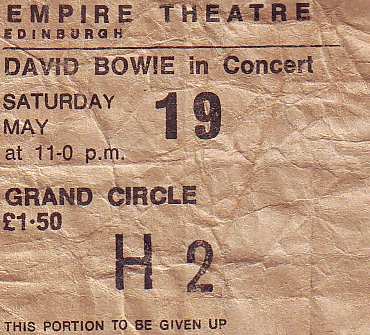 EMPIRE THEATRE
EDINBURGH
DAVID BOWIE in Concert
SATURDAY 19
MAY
at 11-0 p.m.
GRAND CIRCLE
£1·50
H 2
THIS PORTION TO BE GIVEN UP